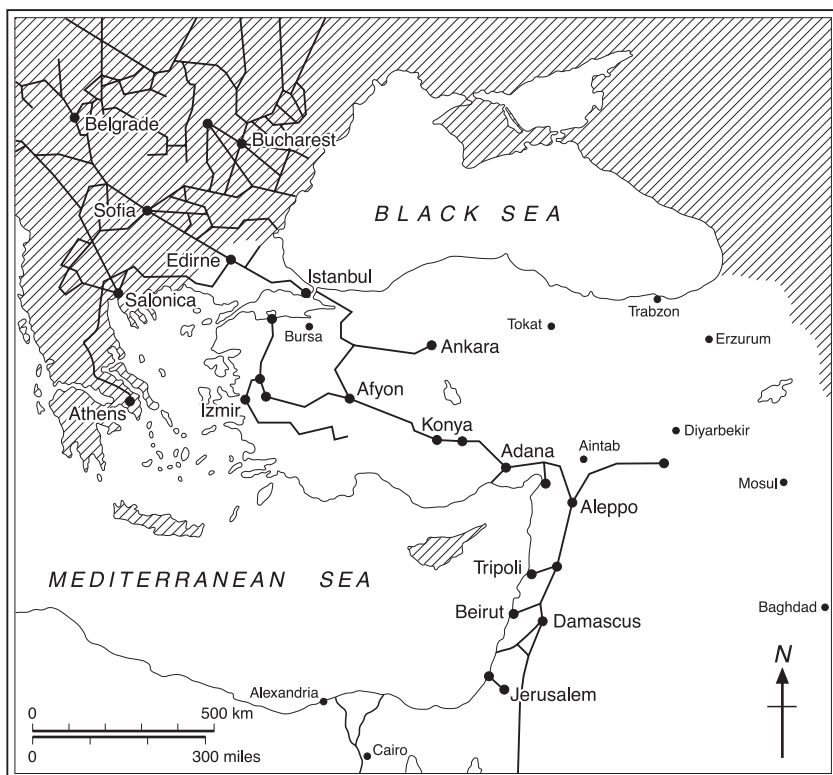 Belgrade
Bucharest
Sofia
BLACK SEA
Edirne
Istanbul
Salonica
Trabzon
Bursa
Tokat
Erzurum
Ankara
Athens
Izmir
Afyon
Konya
Diyarbekir
Adana
Aintab
Mosul
Aleppo
Tripoli
MEDITERRANEAN SEA
Beirut
Damascus
Baghdad
N
Alexandria
Jerusalem
0 500 km
0 300 miles
Cairo